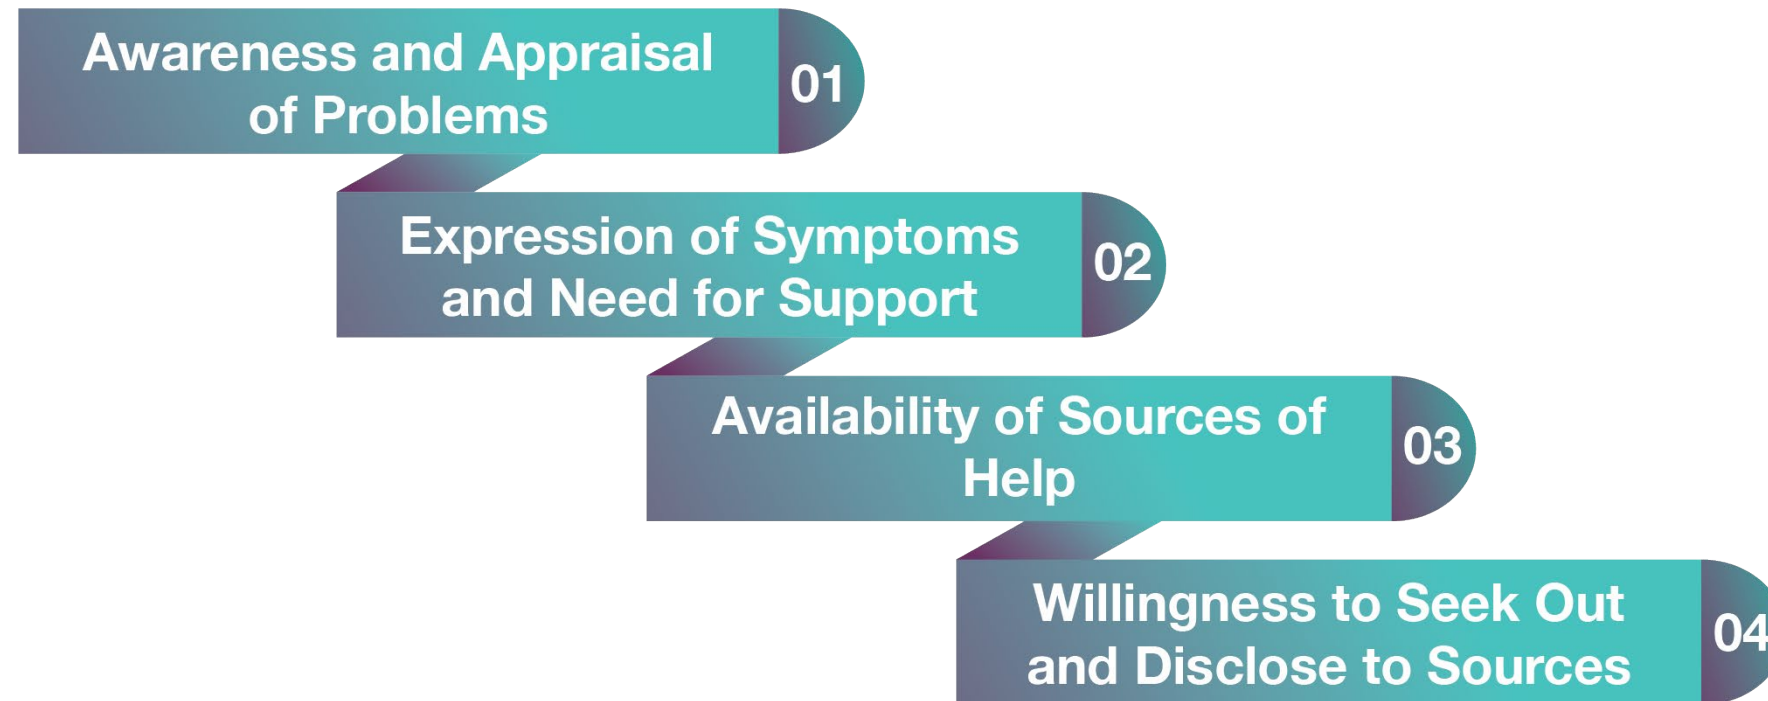 Awareness and Appraisal
of Problems
01
Expression of Symptoms
and Need for Support
02
Availability of Sources of
Help
03
Willingness to Seek Out
and Disclose to Sources
04